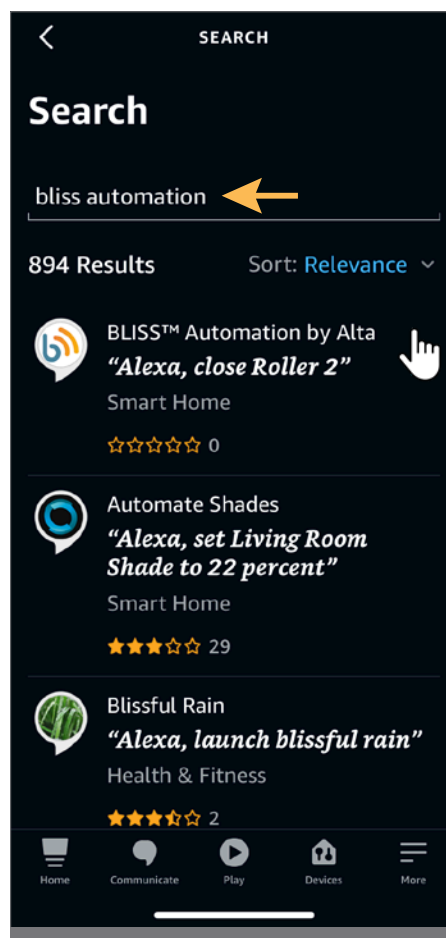 SEARCH
Search
bliss automation
894 Results Sort: Relevance
BLISS™ Automation by Alta
“Alexa, close Roller 2”
Smart Home
0
Automate Shades
“Alexa, set Living Room
Shade to 22 percent”
Smart Home
29
Blissful Rain
“Alexa, launch blissful rain”
Health & Fitness
2
Home Communicate Play Devices More